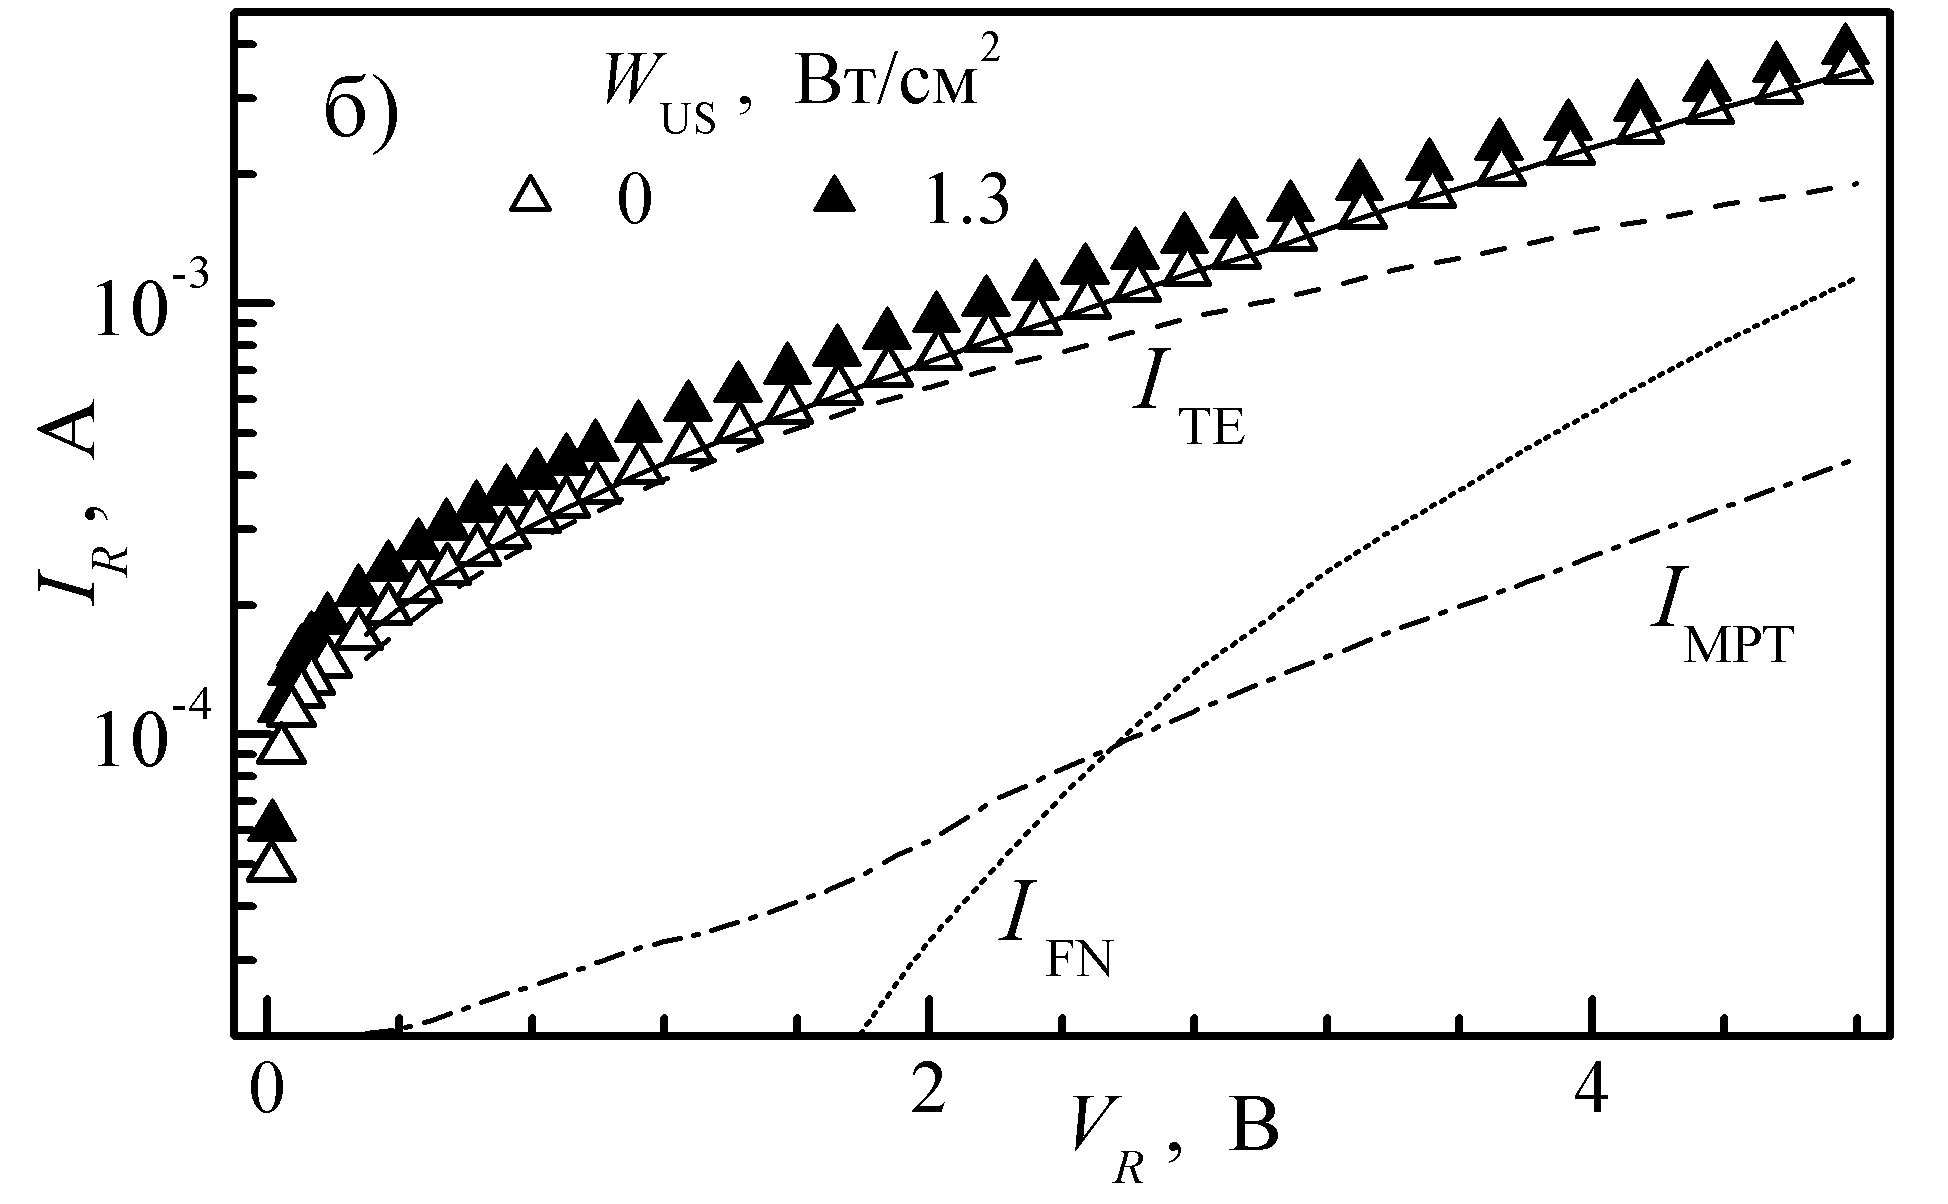 б) W_US, Вт/см²
△ 0 ▲ 1.3
10⁻³
10⁻⁴
I_R, А
I_TE
I_MPT
I_FN
0 2 4
V_R, В